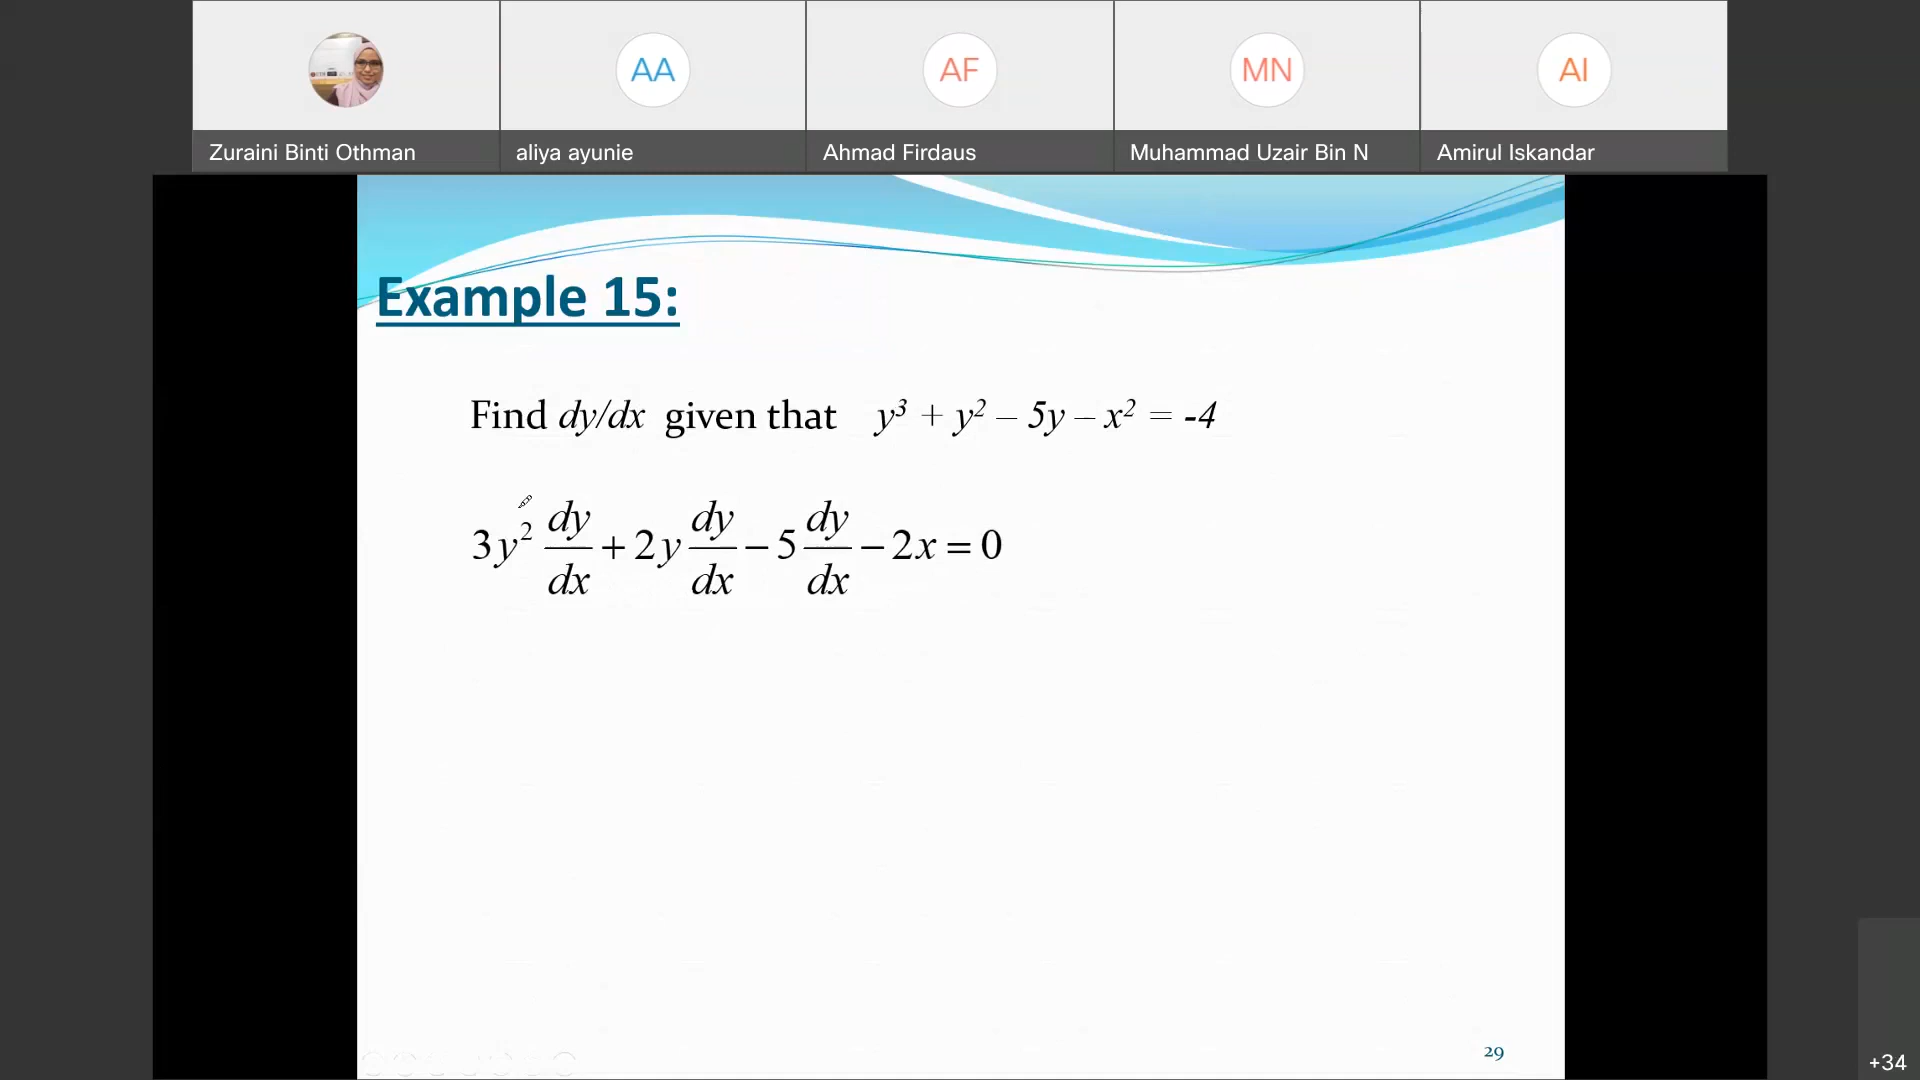 AA
AF
MN
AI
Zuraini Binti Othman
aliya ayunie
Ahmad Firdaus
Muhammad Uzair Bin N
Amirul Iskandar
Example 15:
Find dy/dx given that y³ + y² – 5y – x² = -4
3y² dy/dx + 2y dy/dx − 5 dy/dx − 2x = 0
29
+34